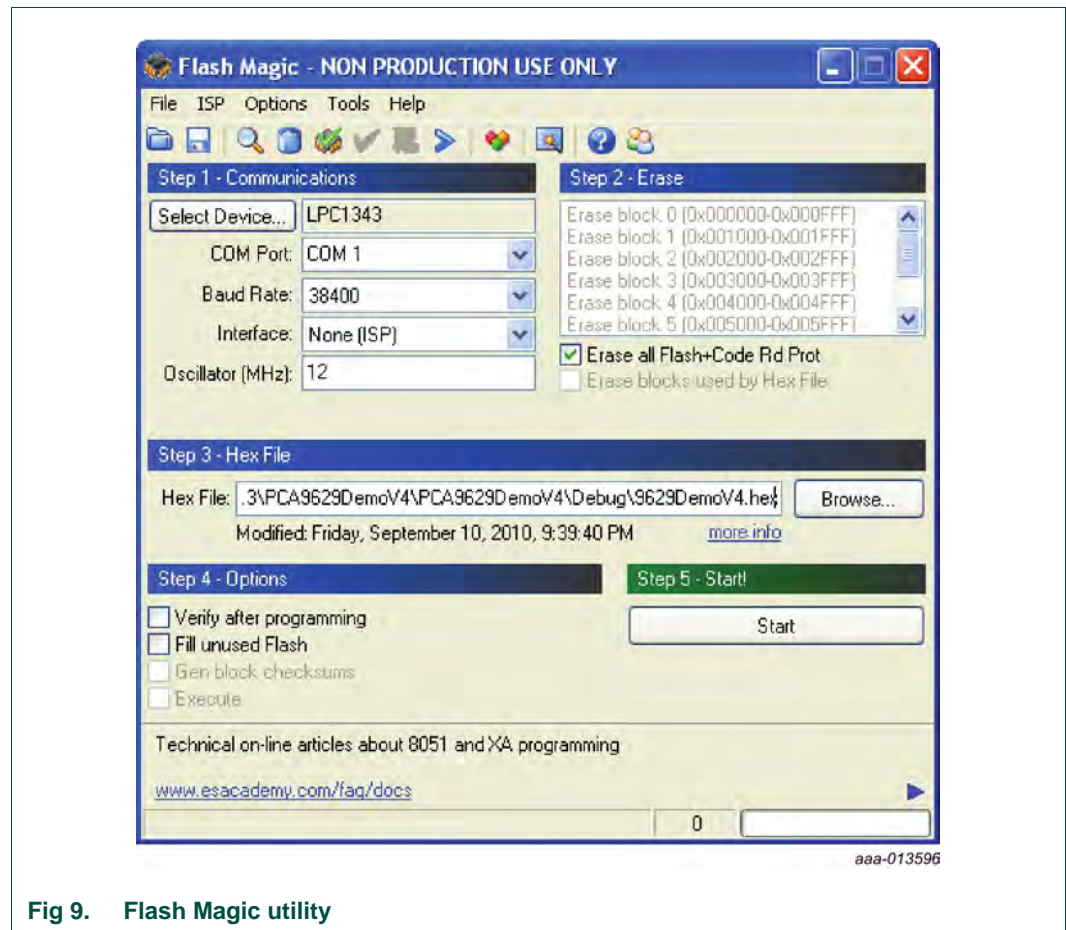 Flash Magic - NON PRODUCTION USE ONLY
File ISP Options Tools Help
Step 1 - Communications
Select Device... LPC1343
COM Port: COM 1
Baud Rate: 38400
Interface: None (ISP)
Oscillator (MHz): 12
Step 2 - Erase
Erase block 0 (0x000000-0x000FFF)
Erase block 1 (0x001000-0x001FFF)
Erase block 2 (0x002000-0x002FFF)
Erase block 3 (0x003000-0x003FFF)
Erase block 4 (0x004000-0x004FFF)
Erase block 5 (0x005000-0x005FFF)
Erase all Flash+Code Rd Prot
Erase blocks used by Hex File
Step 3 - Hex File
Hex File: .3\PCA9629DemoV4\PCA9629DemoV4\Debug\9629DemoV4.hex Browse...
Modified: Friday, September 10, 2010, 9:39:40 PM more info
Step 4 - Options
Verify after programming
Fill unused Flash
Gen block checksums
Execute
Step 5 - Start!
Start
Technical on-line articles about 8051 and XA programming
www.esacademy.com/faq/docs
0
aaa-013596
Fig 9. Flash Magic utility